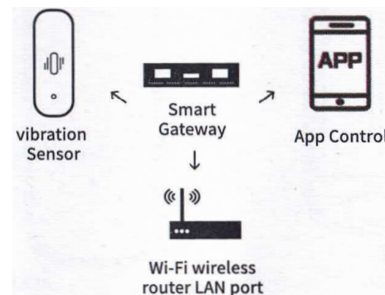 APP
Smart
Gateway
vibration
Sensor
App Control
Wi-Fi wireless
router LAN port